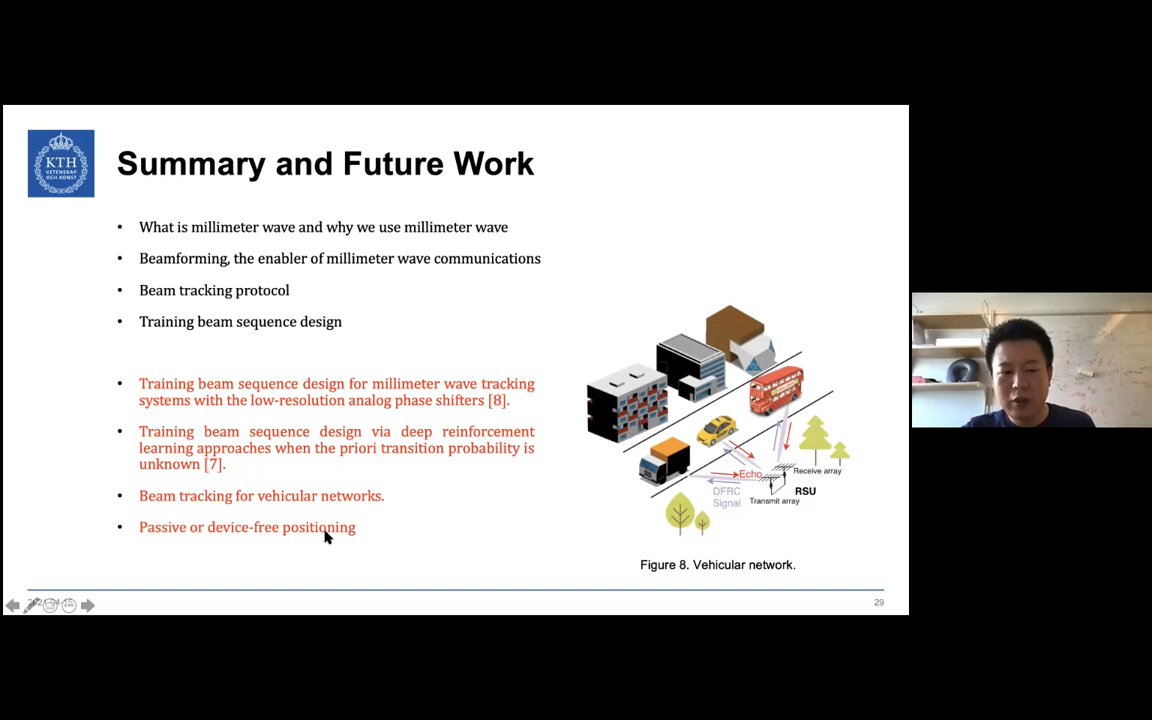 KTH
VETENSKAP
OCH KONST
Summary and Future Work
• What is millimeter wave and why we use millimeter wave
• Beamforming, the enabler of millimeter wave communications
• Beam tracking protocol
• Training beam sequence design
• Training beam sequence design for millimeter wave tracking
systems with the low-resolution analog phase shifters [8].
• Training beam sequence design via deep reinforcement
learning approaches when the priori transition probability is
unknown [7].
• Beam tracking for vehicular networks.
• Passive or device-free positioning
Echo
Receive array
DFRC
Signal
RSU
Transmit array
Figure 8. Vehicular network.
29